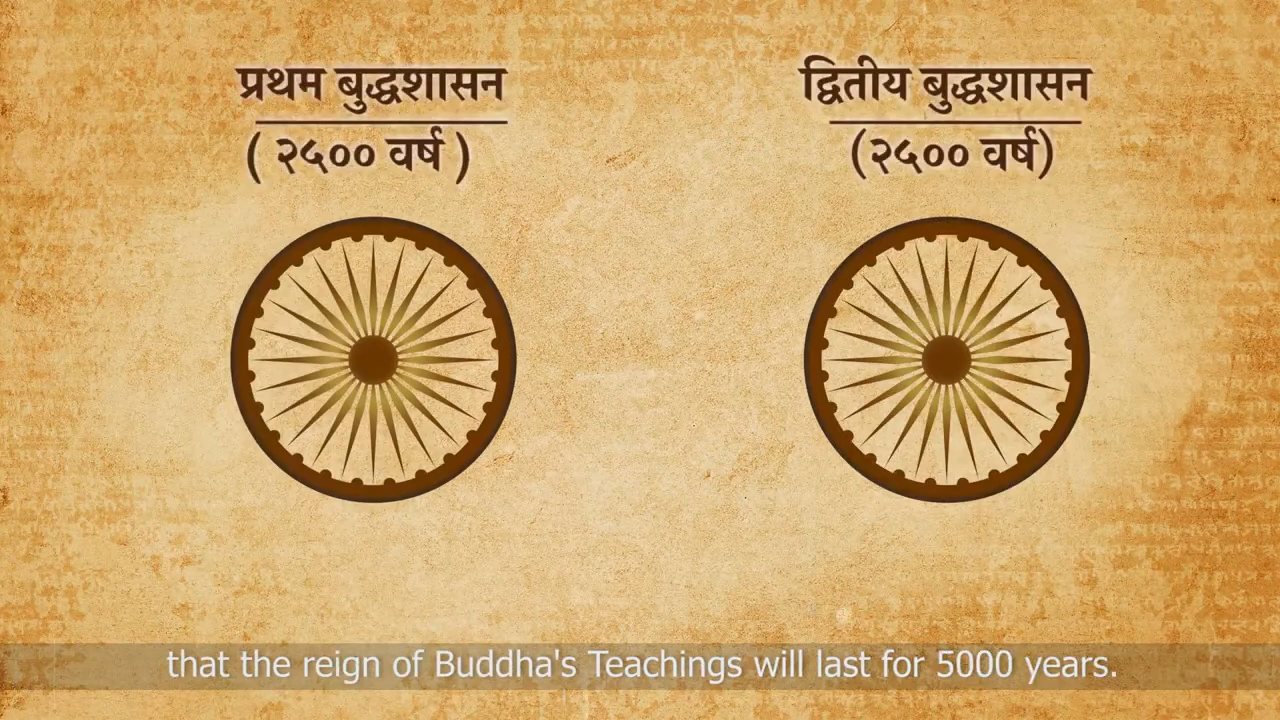 प्रथम बुद्धशासन
( २५०० वर्ष )
द्वितीय बुद्धशासन
(२५०० वर्ष)
that the reign of Buddha's Teachings will last for 5000 years.